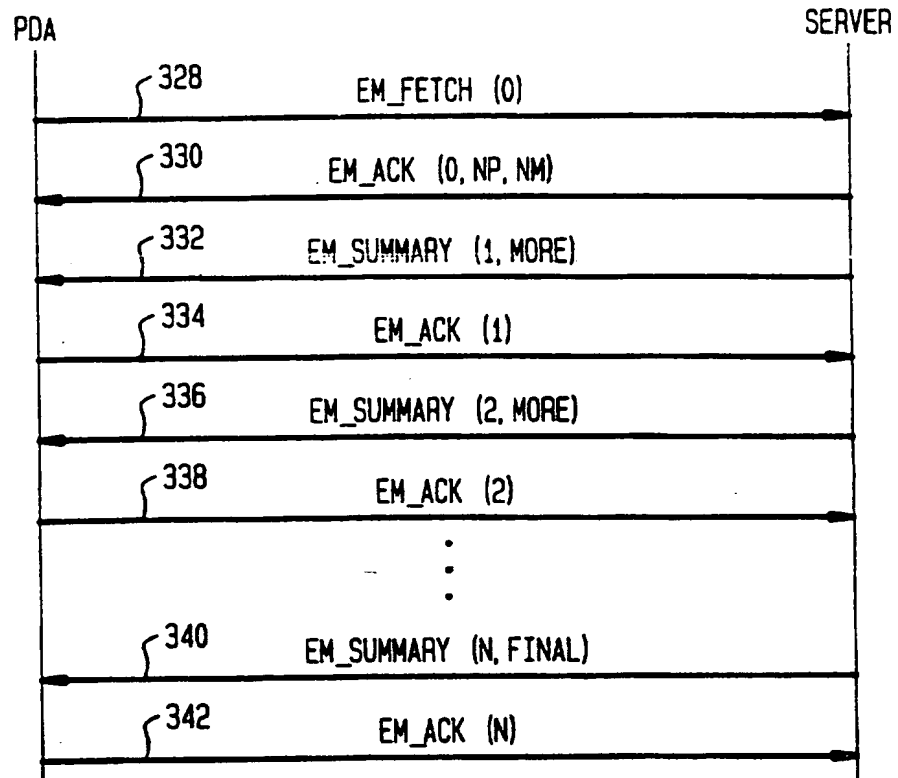 PDA
SERVER
328
EM_FETCH (0)
330
EM_ACK (0, NP, NM)
332
EM_SUMMARY (1, MORE)
334
EM_ACK (1)
336
EM_SUMMARY (2, MORE)
338
EM_ACK (2)
340
EM_SUMMARY (N, FINAL)
342
EM_ACK (N)